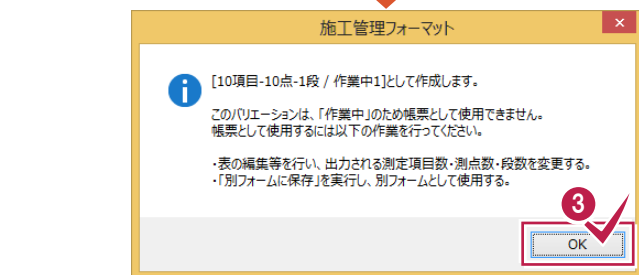 施工管理フォーマット
×
[10項目-10点-1段 / 作業中1]として作成します。
このバリエーションは、「作業中」のため帳票として使用できません。
帳票として使用するには以下の作業を行ってください。
・表の編集等を行い、出力される測定項目数・測点数・段数を変更する。
・「別フォームに保存」を実行し、別フォームとして使用する。
3
OK